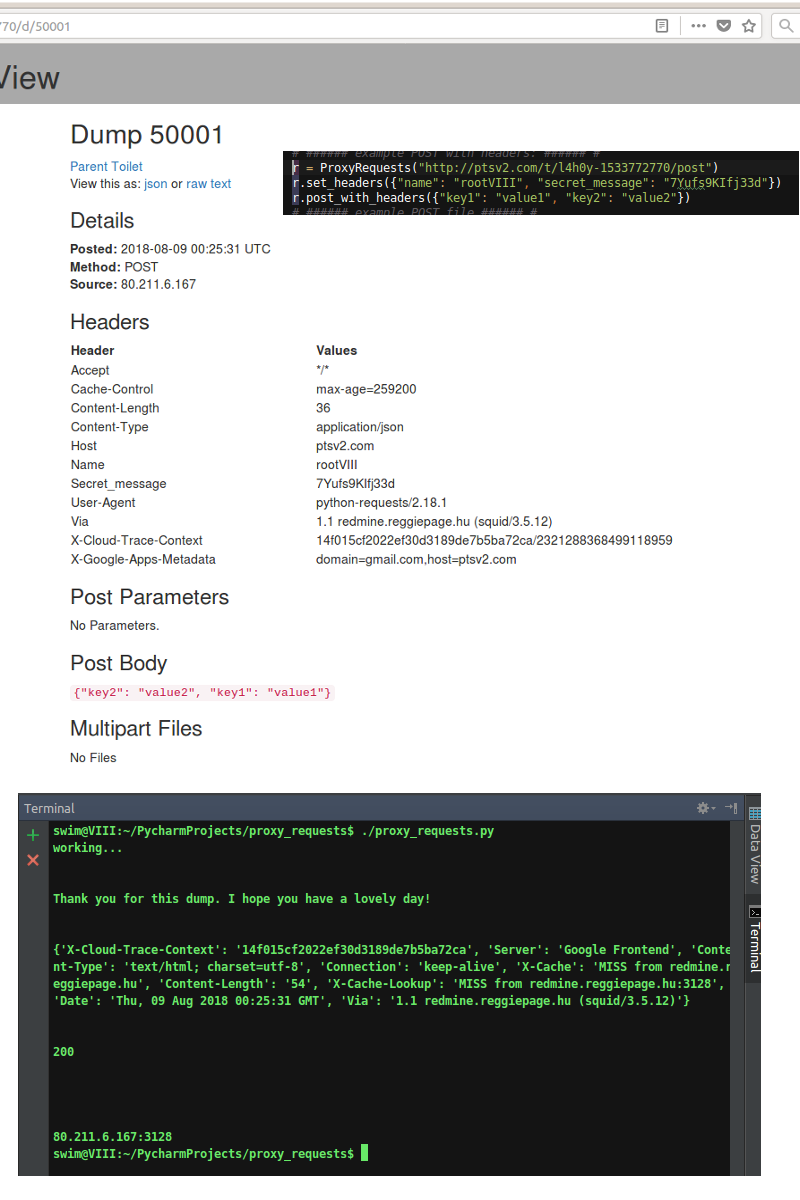 70/d/50001
View
Dump 50001
Parent Toilet
View this as: json or raw text
# ###### example POST with headers: ###### #
r = ProxyRequests("http://ptsv2.com/t/l4h0y-1533772770/post")
r.set_headers({"name": "rootVIII", "secret_message": "7Yufs9KIfj33d"})
r.post_with_headers({"key1": "value1", "key2": "value2"})
# ###### example POST file ###### #
Details
Posted: 2018-08-09 00:25:31 UTC
Method: POST
Source: 80.211.6.167
Headers
Header Values
Accept */*
Cache-Control max-age=259200
Content-Length 36
Content-Type application/json
Host ptsv2.com
Name rootVIII
Secret_message 7Yufs9KIfj33d
User-Agent python-requests/2.18.1
Via 1.1 redmine.reggiepage.hu (squid/3.5.12)
X-Cloud-Trace-Context 14f015cf2022ef30d3189de7b5ba72ca/2321288368499118959
X-Google-Apps-Metadata domain=gmail.com,host=ptsv2.com
Post Parameters
No Parameters.
Post Body
{"key2": "value2", "key1": "value1"}
Multipart Files
No Files
Terminal
swim@VIII:~/PycharmProjects/proxy_requests$ ./proxy_requests.py
working...
Thank you for this dump. I hope you have a lovely day!
{'X-Cloud-Trace-Context': '14f015cf2022ef30d3189de7b5ba72ca', 'Server': 'Google Frontend', 'Conte
nt-Type': 'text/html; charset=utf-8', 'Connection': 'keep-alive', 'X-Cache': 'MISS from redmine.r
eggiepage.hu', 'Content-Length': '54', 'X-Cache-Lookup': 'MISS from redmine.reggiepage.hu:3128',
'Date': 'Thu, 09 Aug 2018 00:25:31 GMT', 'Via': '1.1 redmine.reggiepage.hu (squid/3.5.12)'}
200
80.211.6.167:3128
swim@VIII:~/PycharmProjects/proxy_requests$
Data View
Terminal